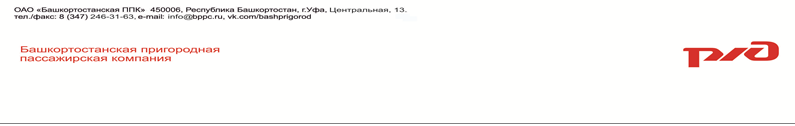 ОАО «Башкортостанская ППК» 450006, Республика Башкортостан, г.Уфа, Центральная, 13.
тел./факс: 8 (347) 246-31-63, e-mail: info@bppc.ru, vk.com/bashprigorod
Башкортостанская пригородная
пассажирская компания
РЖД